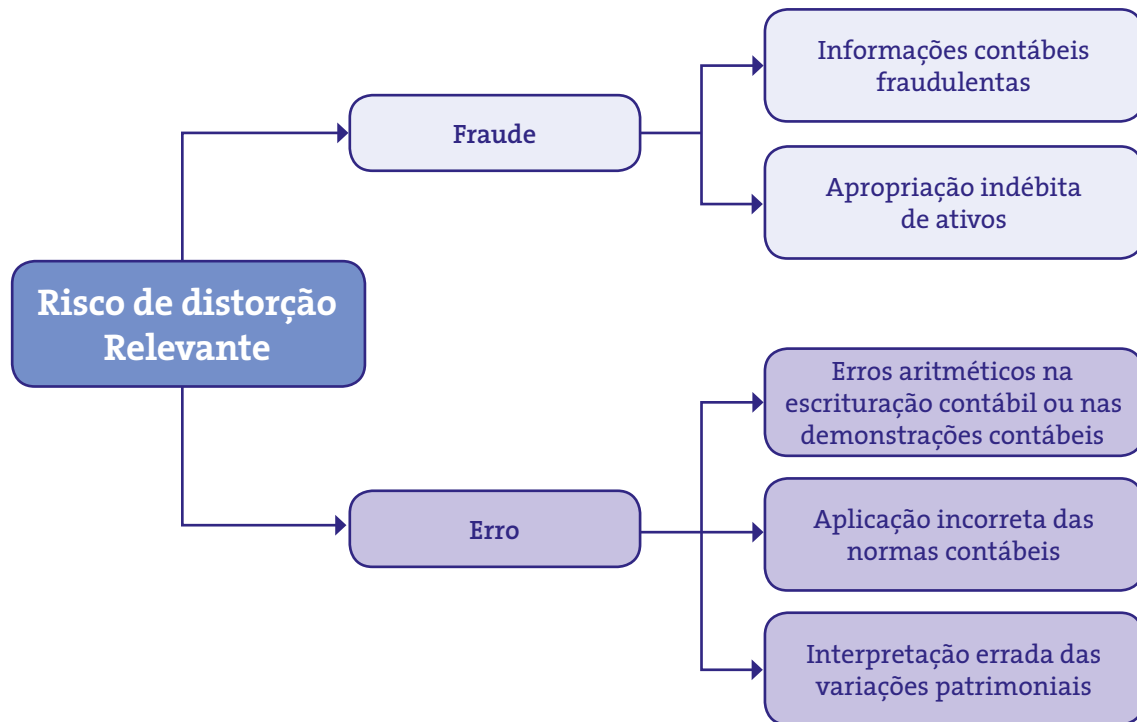 Informações contábeis
fraudulentas
Fraude
Apropriação indébita
de ativos
Risco de distorção
Relevante
Erros aritméticos na
escrituração contábil ou nas
demonstrações contábeis
Erro
Aplicação incorreta das
normas contábeis
Interpretação errada das
variações patrimoniais